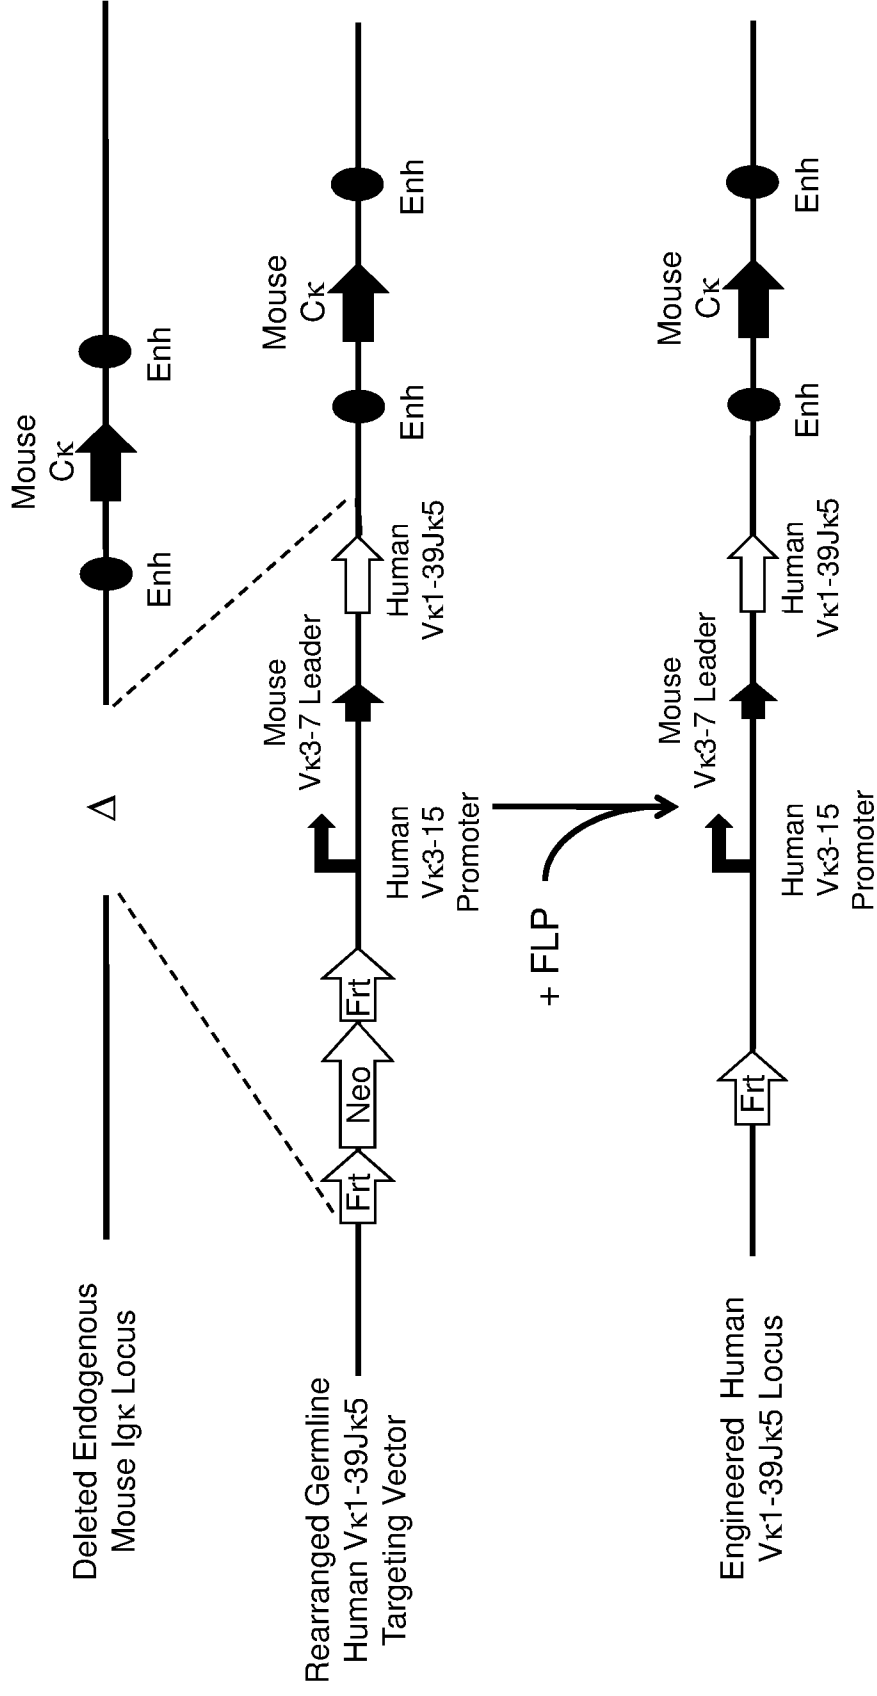 Deleted Endogenous
Mouse Igκ Locus
Δ
Enh
Mouse
Cκ
Enh
Rearranged Germline
Human Vκ1-39Jκ5
Targeting Vector
Frt
Neo
Frt
Human
Vκ3-15
Promoter
Mouse
Vκ3-7 Leader
Human
Vκ1-39Jκ5
Enh
Mouse
Cκ
Enh
+ FLP
Engineered Human
Vκ1-39Jκ5 Locus
Frt
Human
Vκ3-15
Promoter
Mouse
Vκ3-7 Leader
Human
Vκ1-39Jκ5
Enh
Mouse
Cκ
Enh